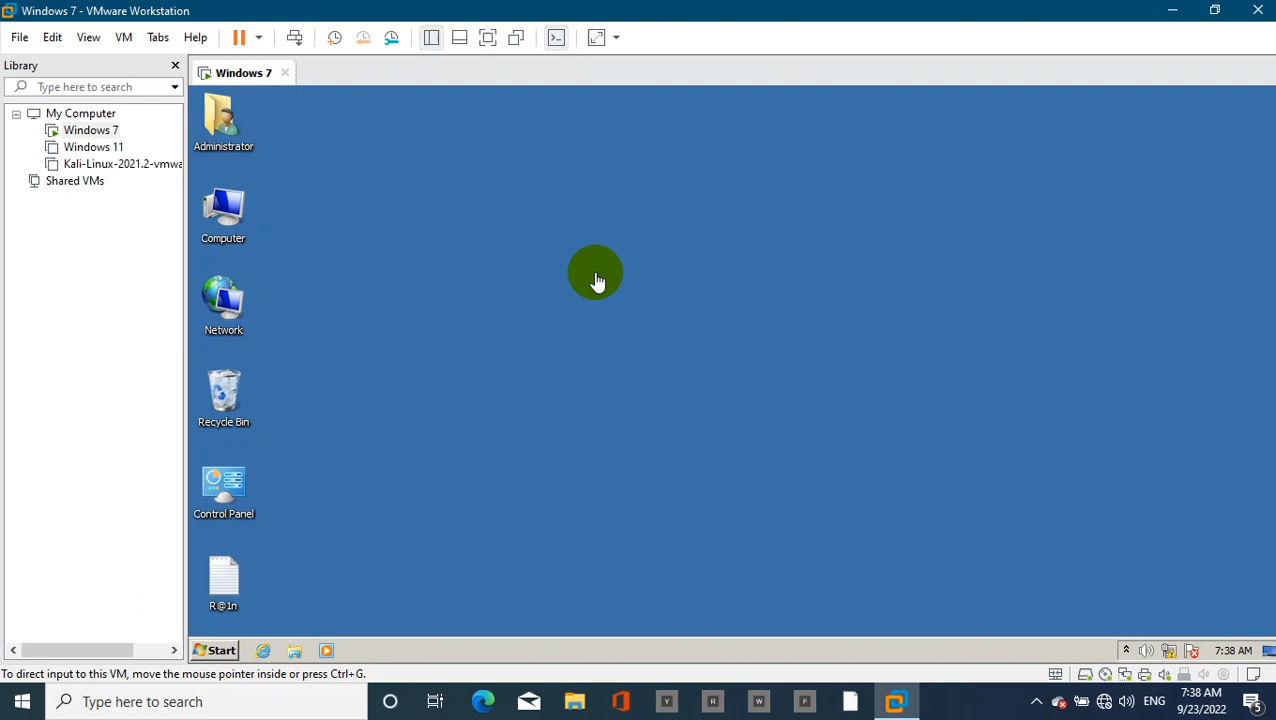 Windows 7 - VMware Workstation
File Edit View VM Tabs Help
Library
Windows 7
Type here to search
My Computer
Windows 7
Windows 11
Kali-Linux-2021.2-vmwa
Shared VMs
Administrator
Computer
Network
Recycle Bin
Control Panel
R@1n
Start
7:38 AM
To direct input to this VM, move the mouse pointer inside or press Ctrl+G.
Type here to search
Y R W F
ENG
7:38 AM
9/23/2022
5